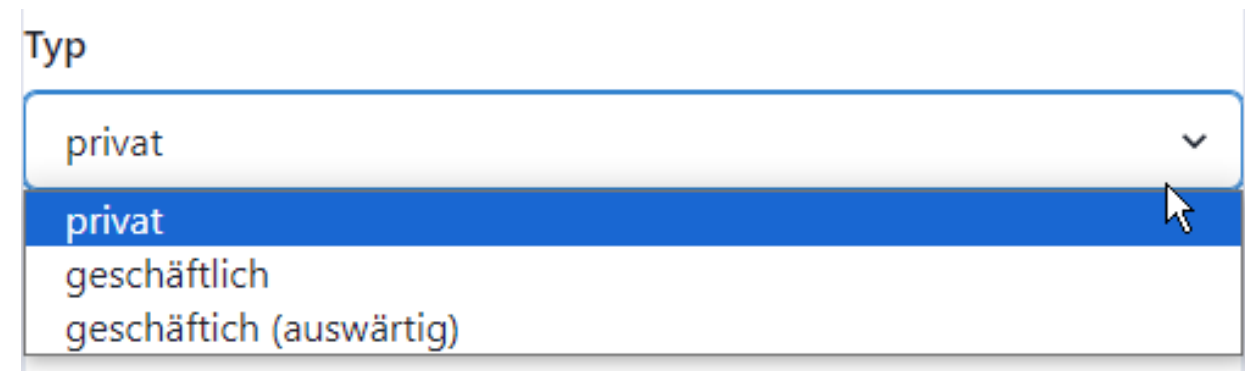 Typ
privat
privat
geschäftlich
geschäftich (auswärtig)